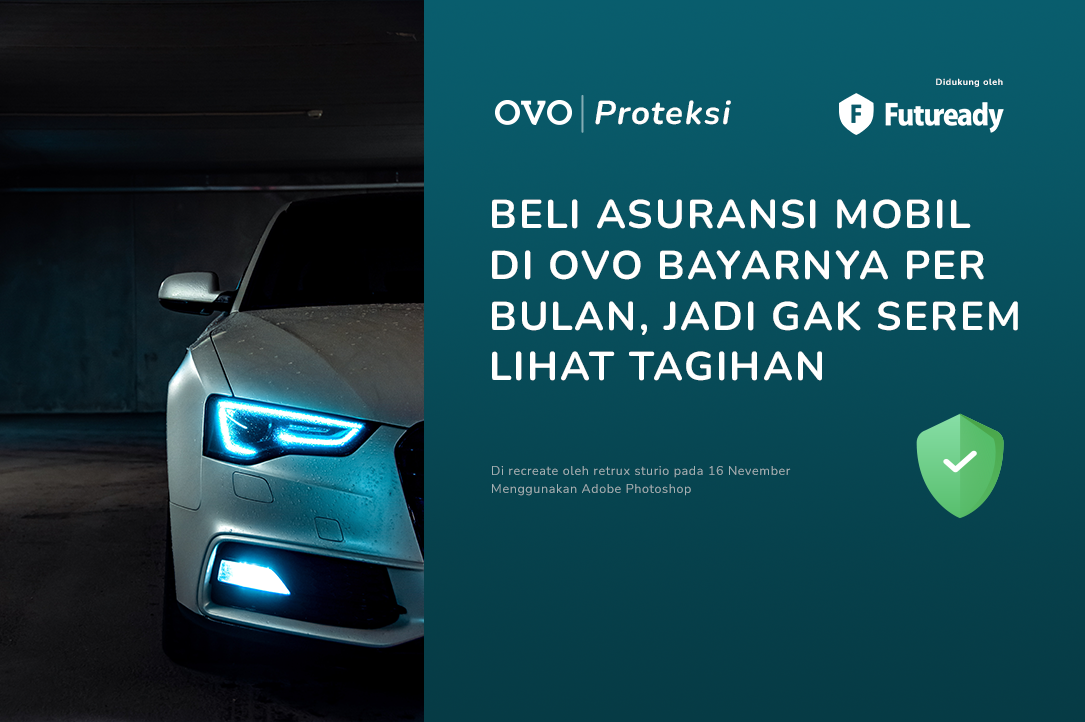 Didukung oleh
OVO | Proteksi
F Futuready
BELI ASURANSI MOBIL
DI OVO BAYARNYA PER
BULAN, JADI GAK SEREM
LIHAT TAGIHAN
Di recreate oleh retrux sturio pada 16 Nevember
Menggunakan Adobe Photoshop